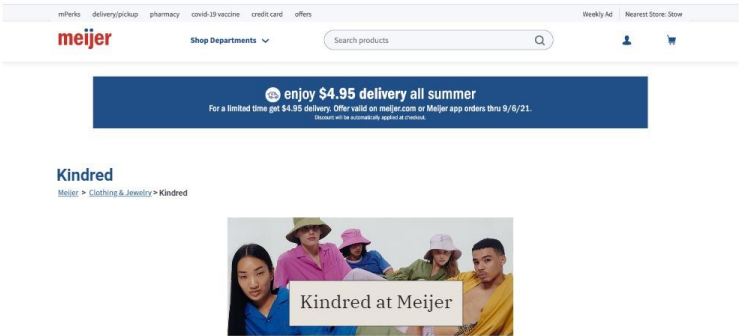 mPerks delivery/pickup pharmacy covid-19 vaccine credit card offers Weekly Ad Nearest Store: Stow
meijer Shop Departments Search products
enjoy $4.95 delivery all summer
For a limited time get $4.95 delivery. Offer valid on meijer.com or Meijer app orders thru 9/6/21.
Discount will be automatically applied at checkout.
Kindred
Meijer > Clothing & Jewelry > Kindred
Kindred at Meijer